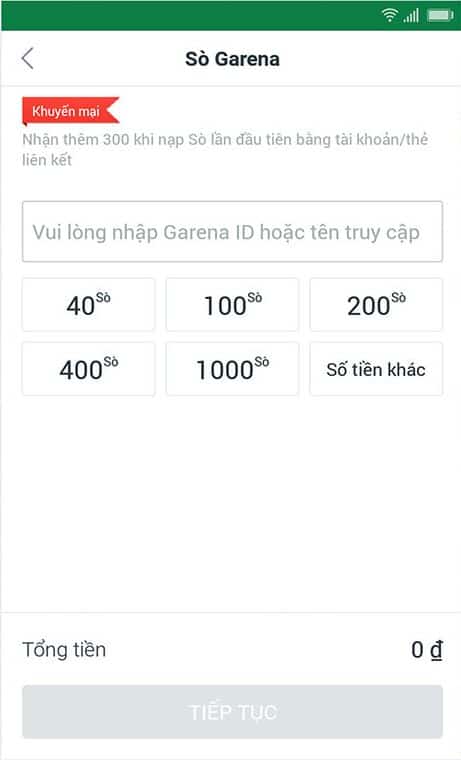 Sò Garena
Khuyến mại
Nhận thêm 300 khi nạp Sò lần đầu tiên bằng tài khoản/thẻ
liên kết
Vui lòng nhập Garena ID hoặc tên truy cập
40 Sò 100 Sò 200 Sò
400 Sò 1000 Sò Số tiền khác
Tổng tiền 0 đ
TIẾP TỤC